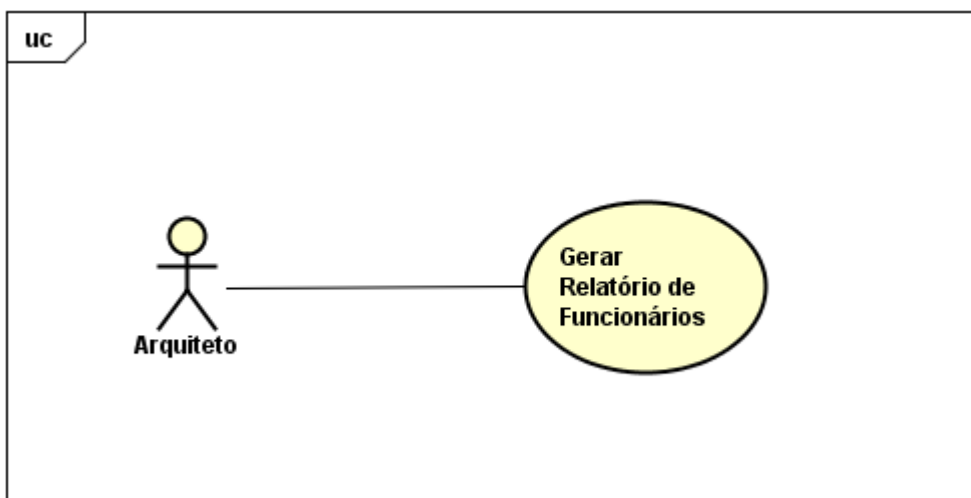 uc
Gerar
Relatório de
Funcionários
Arquiteto